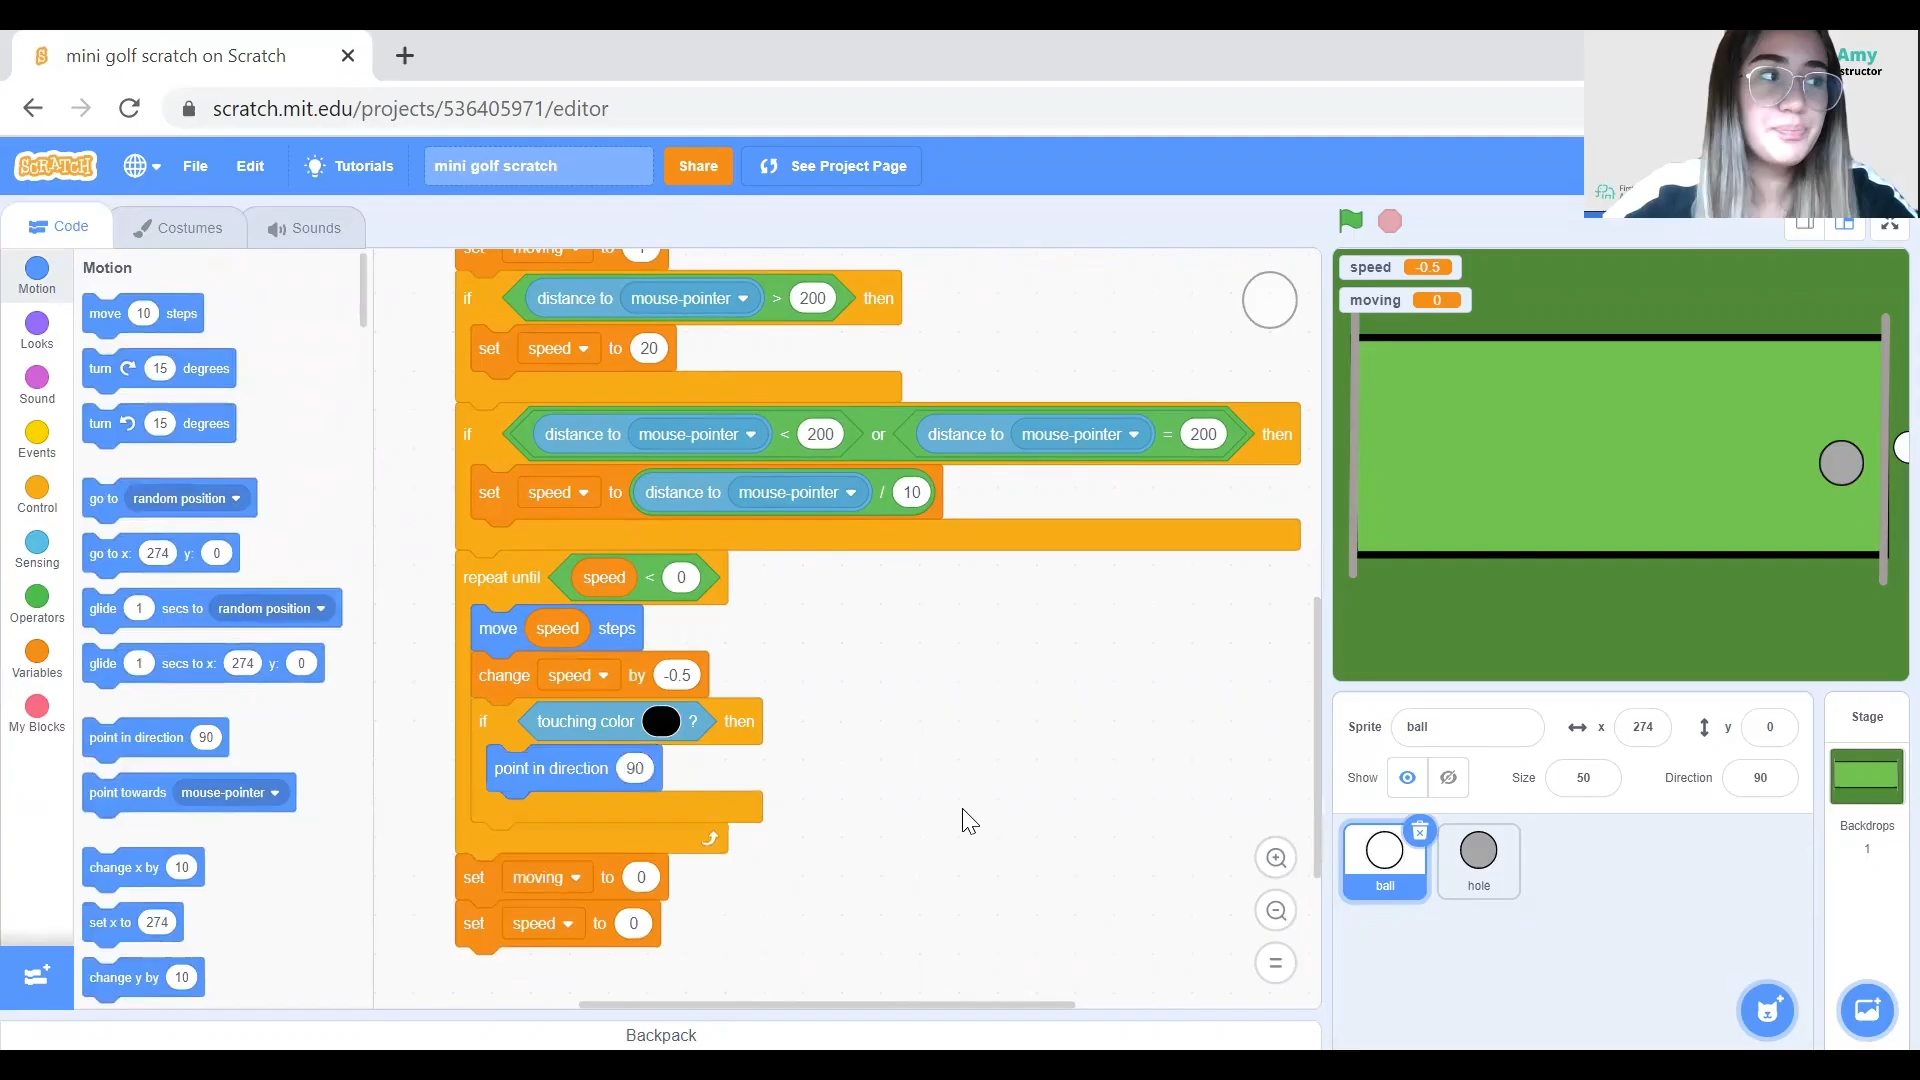 mini golf scratch on Scratch
scratch.mit.edu/projects/536405971/editor
Amy
structor
SCRATCH
File
Edit
Tutorials
mini golf scratch
Share
See Project Page
Code
Costumes
Sounds
Motion
Looks
Sound
Events
Control
Sensing
Operators
Variables
My Blocks
Motion
move 10 steps
turn 15 degrees
turn 15 degrees
go to random position
go to x: 274 y: 0
glide 1 secs to random position
glide 1 secs to x: 274 y: 0
point in direction 90
point towards mouse-pointer
change x by 10
set x to 274
change y by 10
set moving to
if distance to mouse-pointer > 200 then
set speed to 20
if distance to mouse-pointer < 200 or distance to mouse-pointer = 200 then
set speed to distance to mouse-pointer / 10
repeat until speed < 0
move speed steps
change speed by -0.5
if touching color ? then
point in direction 90
set moving to 0
set speed to 0
Backpack
speed -0.5
moving 0
Sprite ball x 274 y 0
Show Size 50 Direction 90
ball
hole
Stage
Backdrops
1